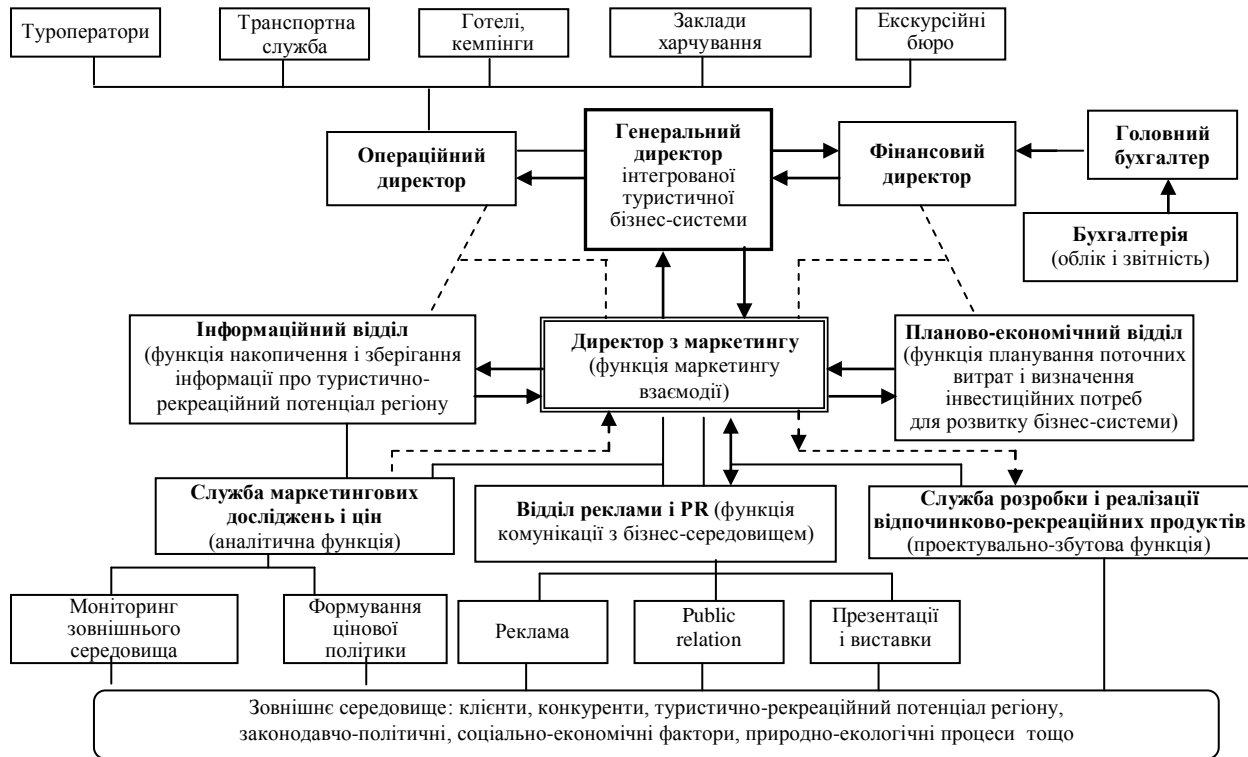 Туроператори
Транспортна
служба
Готелі,
кемпінги
Заклади
харчування
Екскурсійні
бюро
Операційний
директор
Генеральний
директор
інтегрованої
туристичної
бізнес-системи
Фінансовий
директор
Головний
бухгалтер
Бухгалтерія
(облік і звітність)
Інформаційний відділ
(функція накопичення і зберігання
інформації про туристично-
рекреаційний потенціал регіону
Директор з маркетингу
(функція маркетингу
взаємодії)
Планово-економічний відділ
(функція планування поточних
витрат і визначення
інвестиційних потреб
для розвитку бізнес-системи)
Служба маркетингових
досліджень і цін
(аналітична функція)
Відділ реклами і PR (функція
комунікації з бізнес-середовищем)
Служба розробки і реалізації
відпочинково-рекреаційних продуктів
(проектувально-збутова функція)
Моніторинг
зовнішнього
середовища
Формування
цінової
політики
Реклама
Public
relation
Презентації
і виставки
Зовнішнє середовище: клієнти, конкуренти, туристично-рекреаційний потенціал регіону,
законодавчо-політичні, соціально-економічні фактори, природно-екологічні процеси тощо